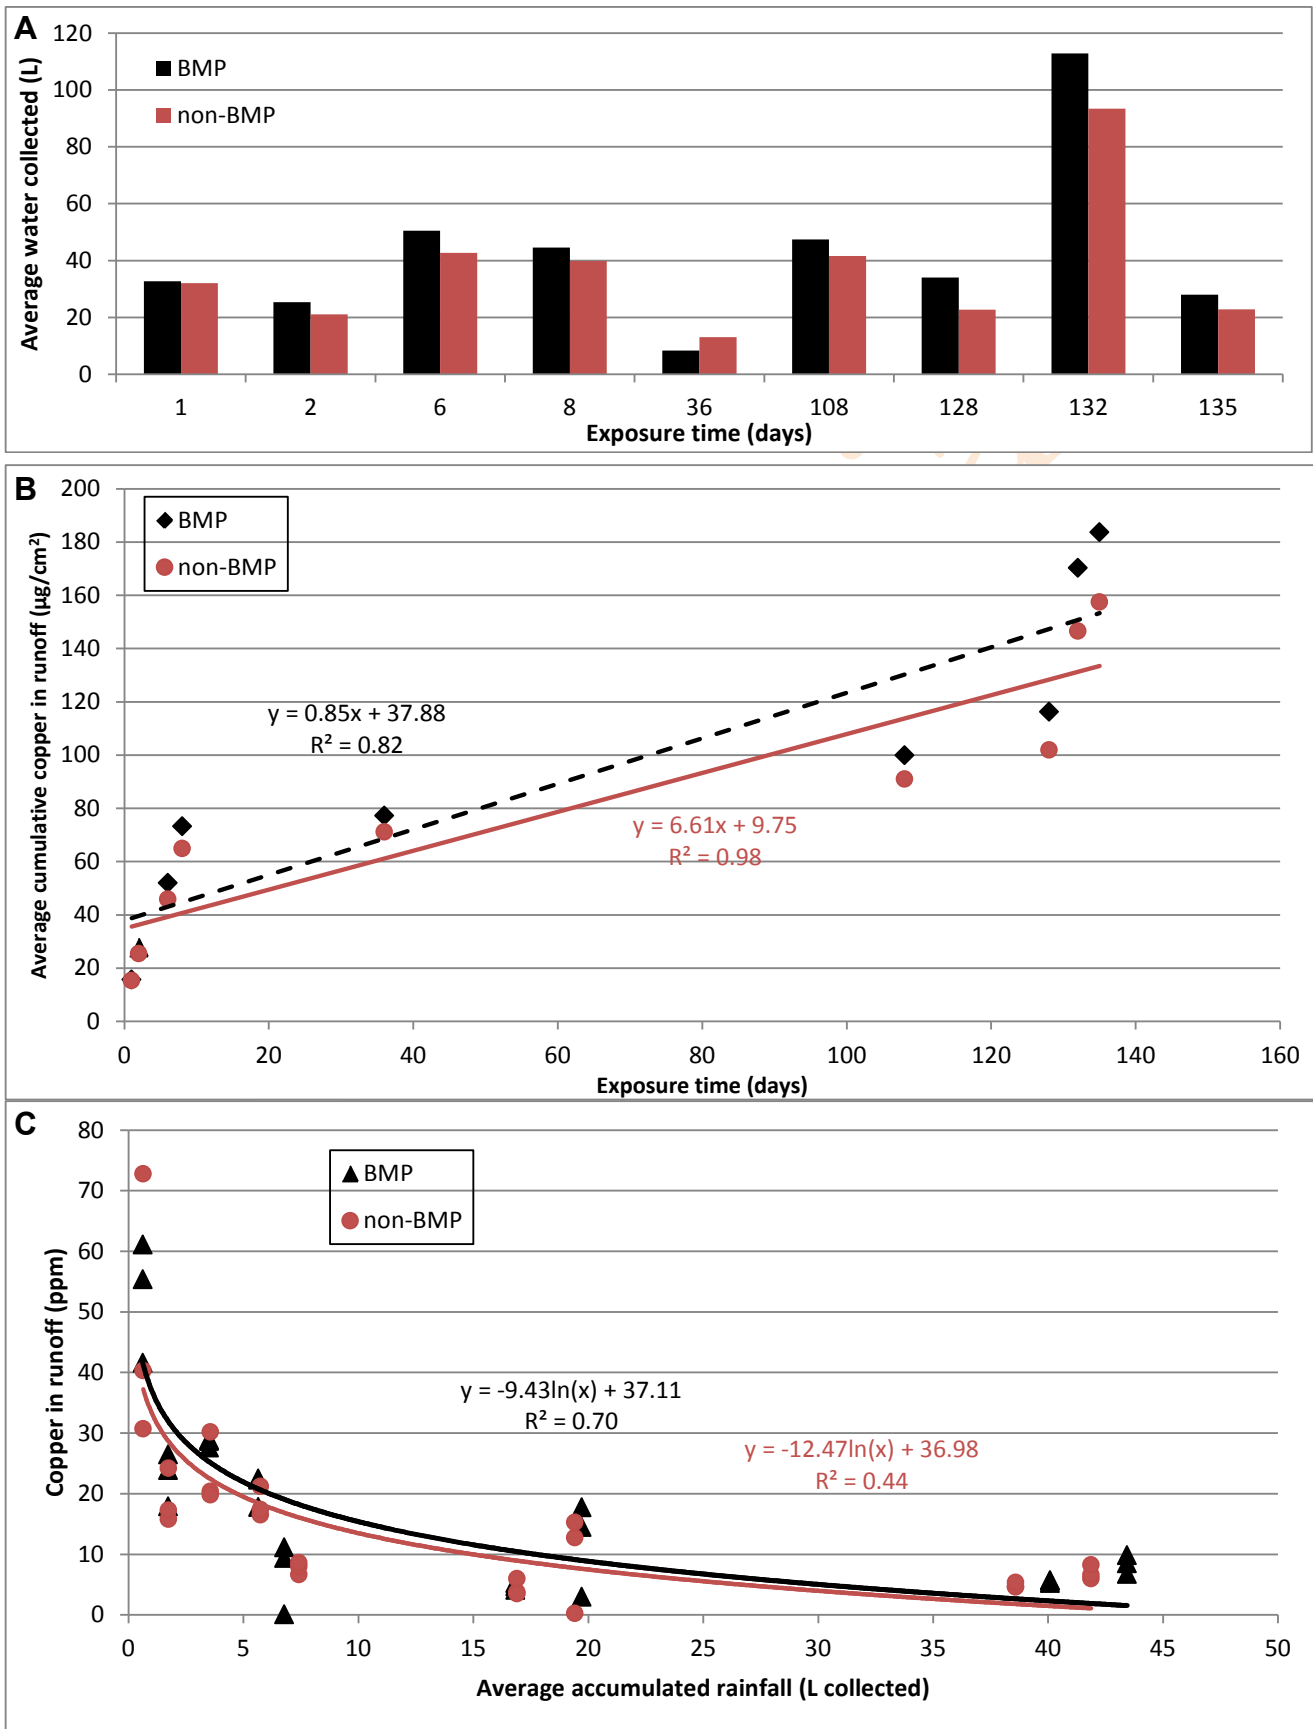 A
120
100
80
60
40
20
0
Average water collected (L)
BMP
non-BMP
1 2 6 8 36 108 128 132 135
Exposure time (days)
B
200
180
160
140
120
100
80
60
40
20
0
Average cumulative copper in runoff (µg/cm²)
BMP
non-BMP
y = 0.85x + 37.88
R² = 0.82
y = 6.61x + 9.75
R² = 0.98
0 20 40 60 80 100 120 140 160
Exposure time (days)
C
80
70
60
50
40
30
20
10
0
Copper in runoff (ppm)
BMP
non-BMP
y = -9.43ln(x) + 37.11
R² = 0.70
y = -12.47ln(x) + 36.98
R² = 0.44
0 5 10 15 20 25 30 35 40 45 50
Average accumulated rainfall (L collected)